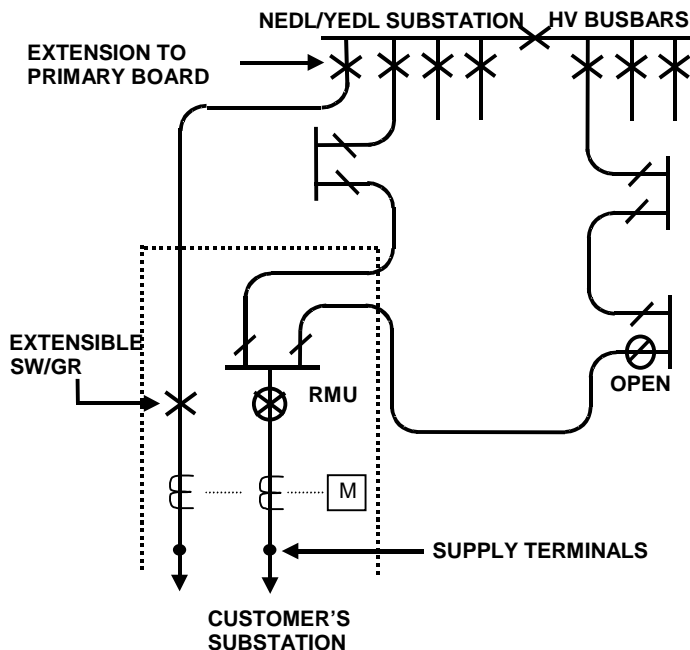 NEDL/YEDL SUBSTATION HV BUSBARS
EXTENSION TO
PRIMARY BOARD
EXTENSIBLE
SW/GR
RMU
OPEN
M
SUPPLY TERMINALS
CUSTOMER'S
SUBSTATION